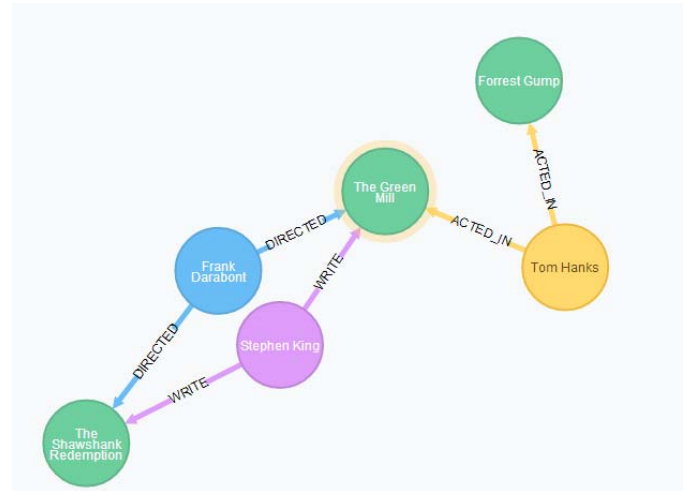 Forrest Gump
ACTED_IN
The Green
Mill
ACTED_IN
DIRECTED
Frank
Darabont
WRITE
Tom Hanks
DIRECTED
Stephen King
WRITE
The
Shawshank
Redemption